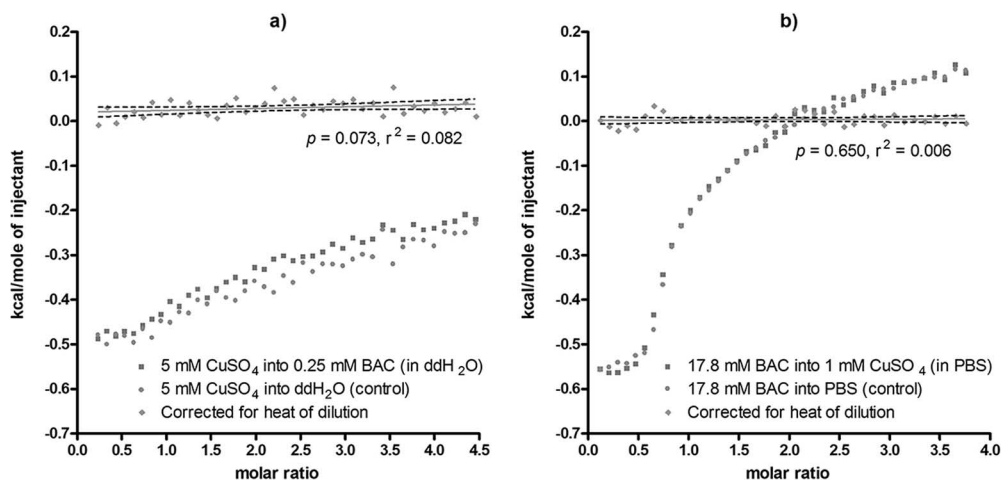 a)
0.2
0.1
0.0
-0.1
-0.2
-0.3
-0.4
-0.5
-0.6
-0.7
kcal/mole of injectant
p = 0.073, r² = 0.082
5 mM CuSO₄ into 0.25 mM BAC (in ddH₂O)
5 mM CuSO₄ into ddH₂O (control)
Corrected for heat of dilution
0.0 0.5 1.0 1.5 2.0 2.5 3.0 3.5 4.0 4.5
molar ratio
b)
0.2
0.1
0.0
-0.1
-0.2
-0.3
-0.4
-0.5
-0.6
-0.7
kcal/mole of injectant
p = 0.650, r² = 0.006
17.8 mM BAC into 1 mM CuSO₄ (in PBS)
17.8 mM BAC into PBS (control)
Corrected for heat of dilution
0.0 0.5 1.0 1.5 2.0 2.5 3.0 3.5 4.0
molar ratio